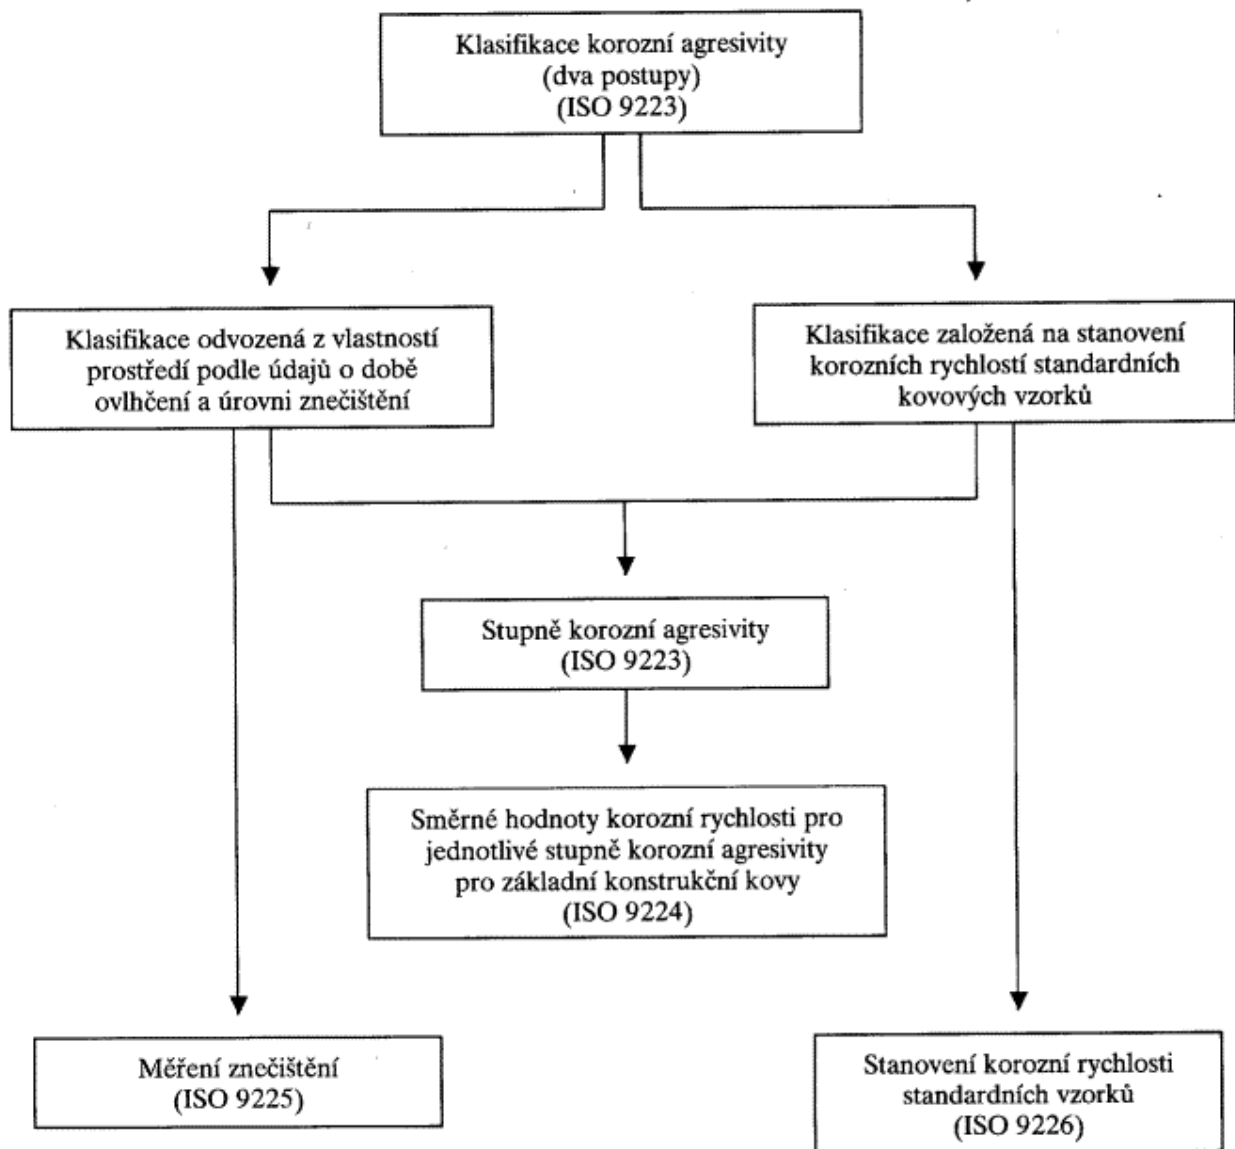 Klasifikace korozní agresivity
(dva postupy)
(ISO 9223)
Klasifikace odvozená z vlastností
prostředí podle údajů o době
ovlhčení a úrovni znečištění
Klasifikace založená na stanovení
korozních rychlostí standardních
kovových vzorků
Stupně korozní agresivity
(ISO 9223)
Směrné hodnoty korozní rychlosti pro
jednotlivé stupně korozní agresivity
pro základní konstrukční kovy
(ISO 9224)
Měření znečištění
(ISO 9225)
Stanovení korozní rychlosti
standardních vzorků
(ISO 9226)